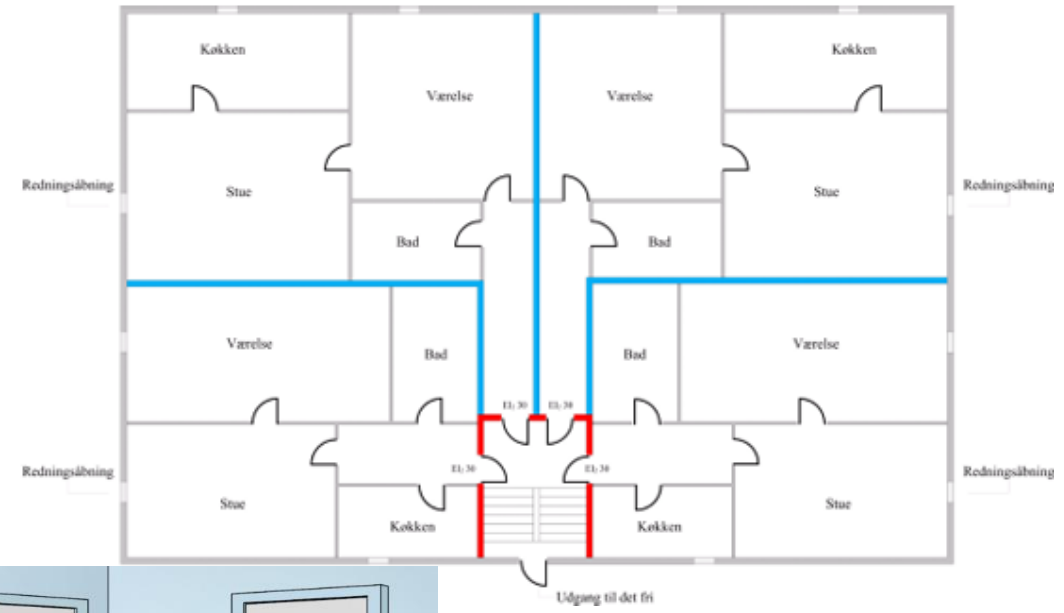 Køkken
Køkken
Værelse
Værelse
Redningsåbning
Stue
Stue
Redningsåbning
Bad
Bad
Værelse
Bad
Bad
Værelse
EI₂ 30
EI₂ 30
Redningsåbning
EI₂ 30
EI₂ 30
Redningsåbning
Stue
Køkken
Køkken
Stue
Udgang til det fri